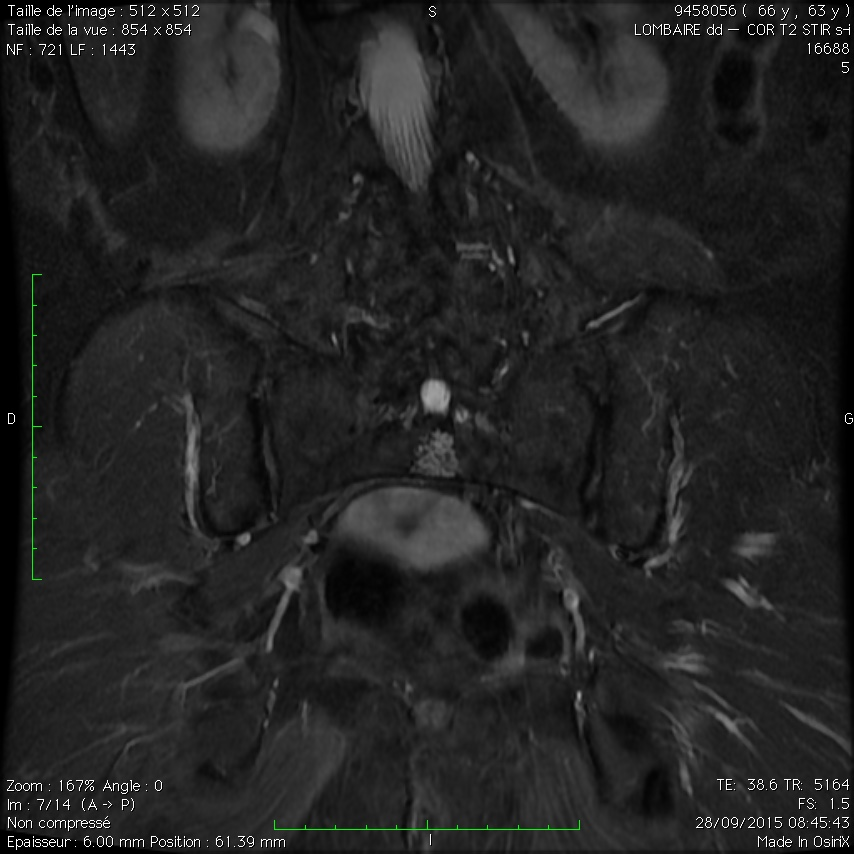 Taille de l'image : 512 x 512
Taille de la vue : 854 x 854
NF : 721 LF : 1443
S
9458056 ( 66 y , 63 y )
LOMBAIRE dd — COR T2 STIR s-I
16688
5
D
G
Zoom : 167% Angle : 0
Im : 7/14 (A -> P)
Non compressé
Epaisseur : 6.00 mm Position : 61.39 mm
I
TE: 38.6 TR: 5164
FS: 1.5
28/09/2015 08:45:43
Made In OsiriX